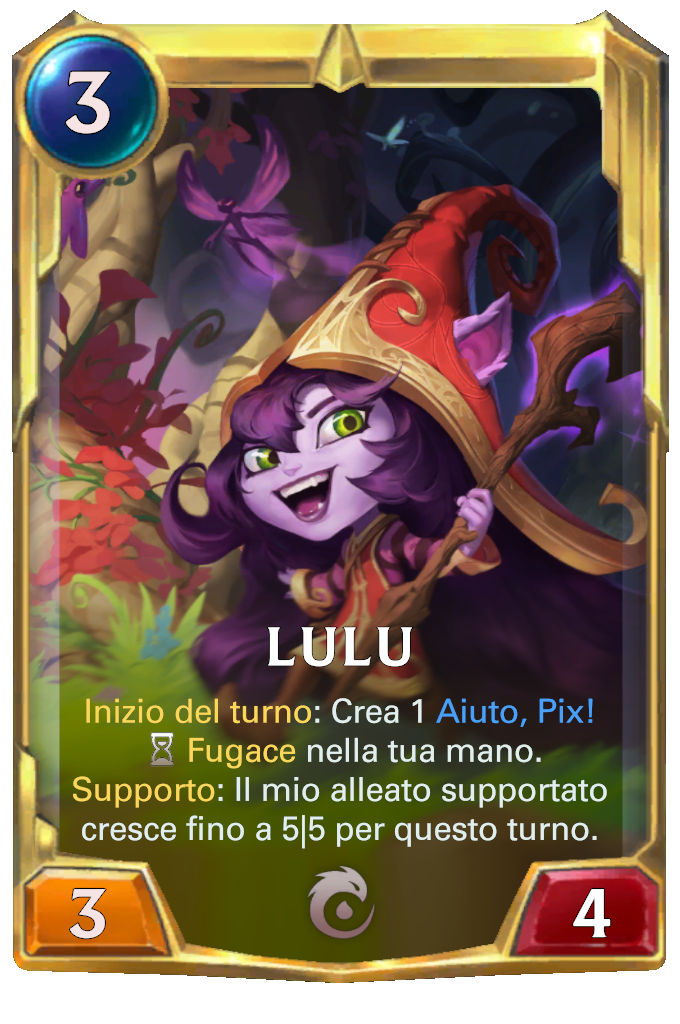 3
LULU
Inizio del turno: Crea 1 Aiuto, Pix!
Fugace nella tua mano.
Supporto: Il mio alleato supportato
cresce fino a 5|5 per questo turno.
3
4